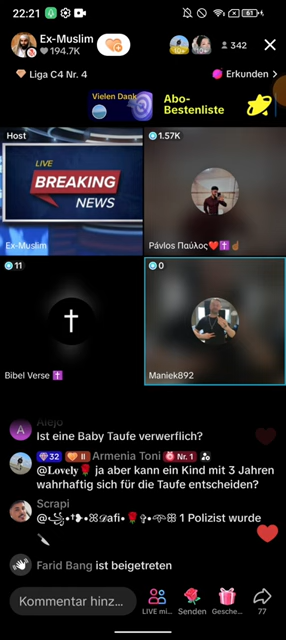 22:21
61
Ex-Muslim
194.7K
342
Liga C4 Nr. 4
Erkunden >
Vielen Dank
Abo-
Bestenliste
Host
LIVE
BREAKING
NEWS
Ex-Muslim
1.57K
Pávlos Παύλος❤️✝️☝🏽
11
Bibel Verse ✝️
0
Maniek892
Alejo
Ist eine Baby Taufe verwerflich?
32 II Armenia Toni Nr. 1
@Lovely🌹 ja aber kann ein Kind mit 3 Jahren
wahrhaftig sich für die Taufe entscheiden?
Scrapi
1 Polizist wurde
🔪
Farid Bang ist beigetreten
Kommentar hinz...
LIVE mi...
Senden
Gesche...
77